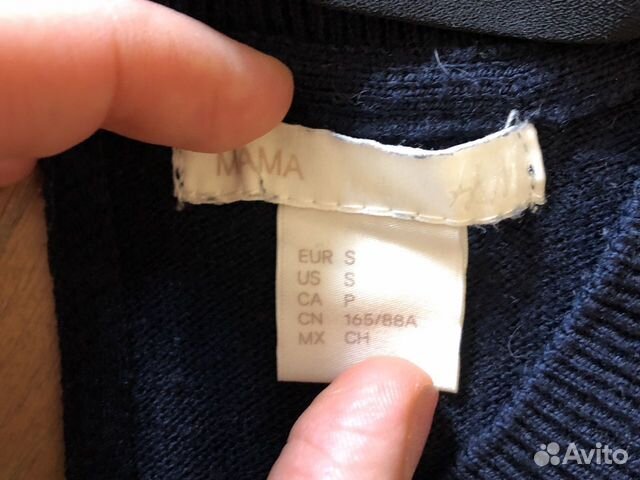 MAMA H&M
EUR S
US S
CA P
CN 165/88A
MX CH
Avito